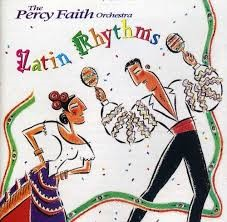 The
Percy Faith
Orchestra
Latin Rhythms